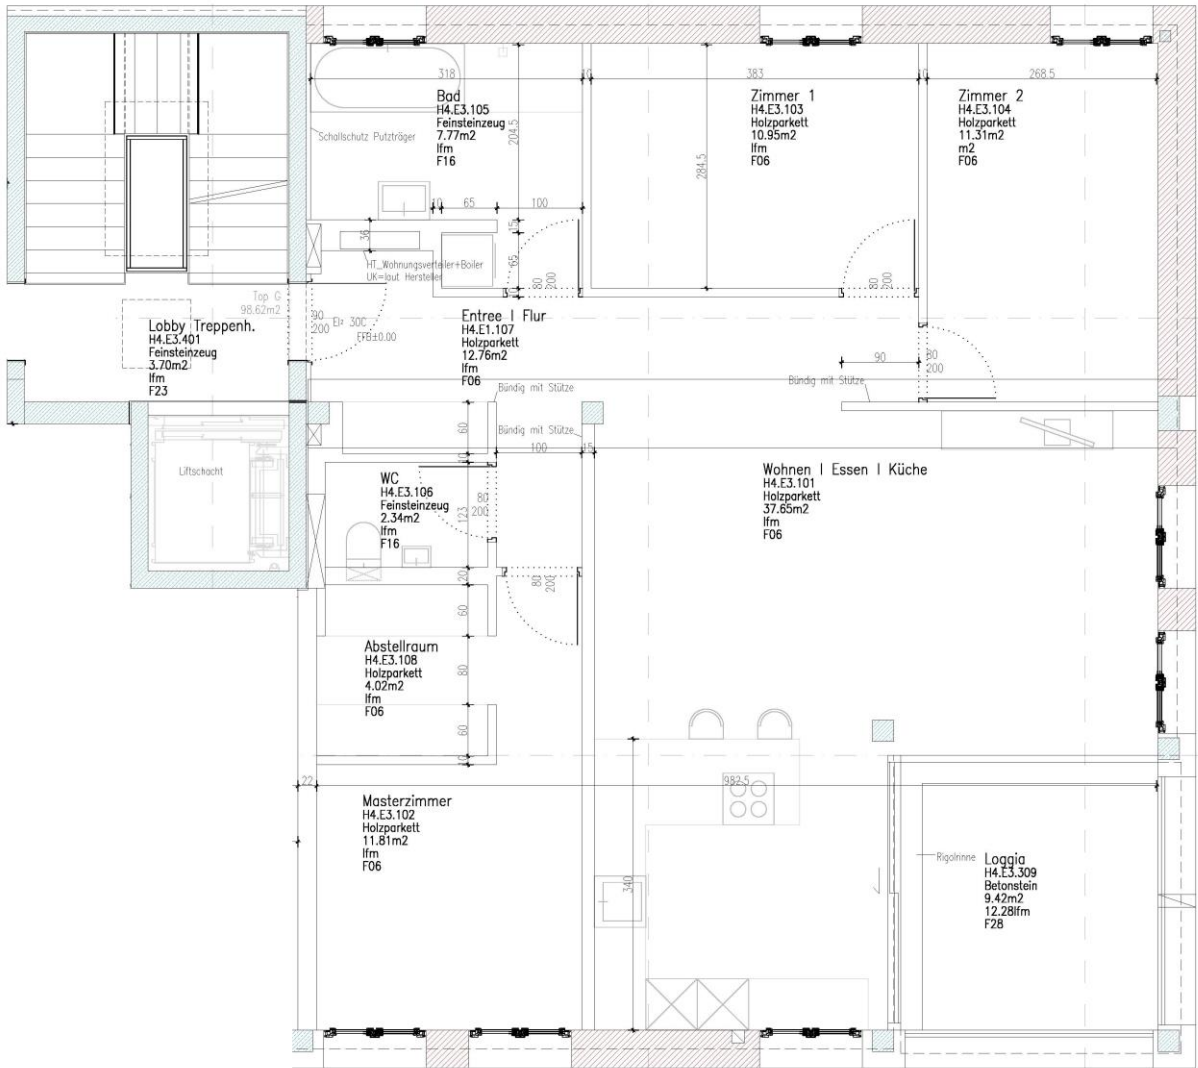 318
10
383
10
268.5
Bad
H4.E3.105
Feinsteinzeug
7.77m2
lfm
F16
Schallschutz Putzträger
204.5
Zimmer 1
H4.E3.103
Holzparkett
10.95m2
lfm
F06
284.5
Zimmer 2
H4.E3.104
Holzparkett
11.31m2
m2
F06
10
65
100
36
15
65
10
HT_Wohnungsverteiler+Boiler
UK=laut Hersteller
80
200
80
200
Top G
98.62m2
Lobby Treppenh.
H4.E3.401
Feinsteinzeug
3.70m2
lfm
F23
90
200
EI² 30C
FFB±0.00
Entree | Flur
H4.E1.107
Holzparkett
12.76m2
lfm
F06
90
80
200
Bündig mit Stütze
Bündig mit Stütze
Bündig mit Stütze
60
10
100
15
Liftschacht
WC
H4.E3.106
Feinsteinzeug
2.34m2
lfm
F16
123
80
200
Wohnen | Essen | Küche
H4.E3.101
Holzparkett
37.65m2
lfm
F06
20
80
200
60
Abstellraum
H4.E3.108
Holzparkett
4.02m2
lfm
F06
80
60
10
22
982.5
Masterzimmer
H4.E3.102
Holzparkett
11.81m2
lfm
F06
340
Rigolrinne
Loggia
H4.E3.309
Betonstein
9.42m2
12.28lfm
F28